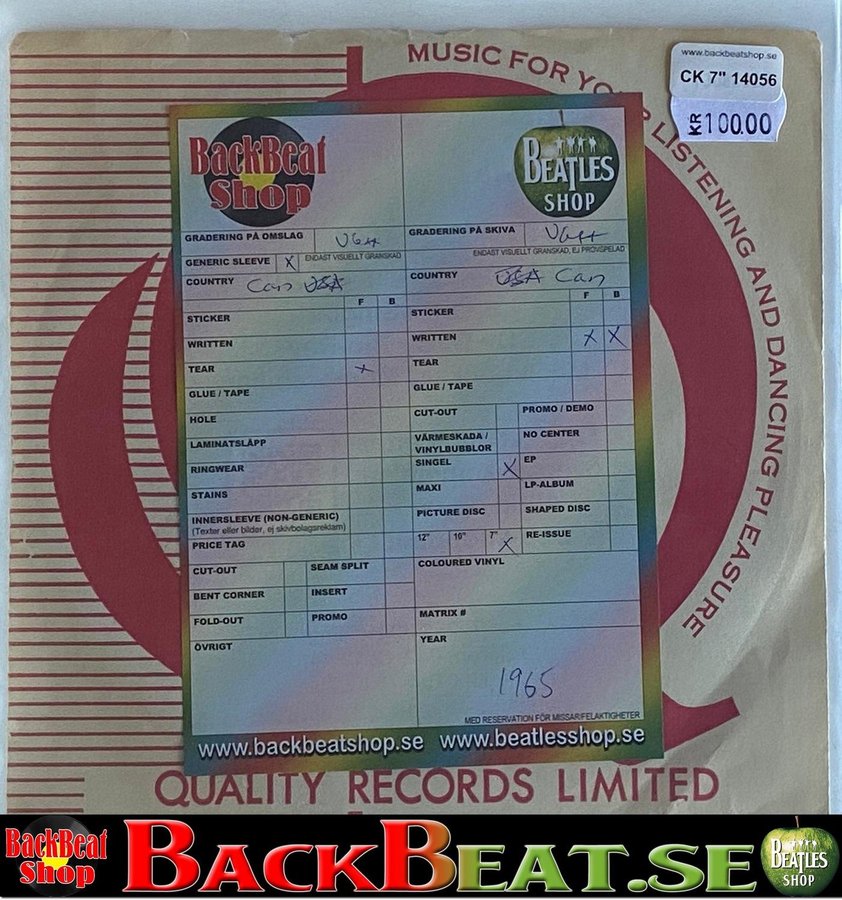 MUSIC FOR YOUR LISTENING AND DANCING PLEASURE
www.backbeatshop.se
CK 7" 14056
KR 100.00
BackBeat
Shop
BEATLES
SHOP
GRADERING PÅ OMSLAG VG++
GRADERING PÅ SKIVA VG++
GENERIC SLEEVE X ENDAST VISUELLT GRANSKAD
ENDAST VISUELLT GRANSKAD, EJ PROVSPELAD
COUNTRY Can USA
COUNTRY USA Can
F B
F B
STICKER
STICKER
WRITTEN
WRITTEN X X
TEAR X
TEAR
GLUE / TAPE
GLUE / TAPE
HOLE
CUT-OUT PROMO / DEMO
LAMINATSLÄPP
VÄRMESKADA / NO CENTER
VINYLBUBBLOR
RINGWEAR
SINGEL X EP
STAINS
MAXI LP-ALBUM
INNERSLEEVE (NON-GENERIC)
(Texter eller bilder, ej skivbolagsreklam)
PICTURE DISC SHAPED DISC
PRICE TAG
12" 10" 7" X RE-ISSUE
CUT-OUT SEAM SPLIT
COLOURED VINYL
BENT CORNER INSERT
FOLD-OUT PROMO
MATRIX #
ÖVRIGT
YEAR
1965
MED RESERVATION FÖR MISSAR/FELAKTIGHETER
www.backbeatshop.se www.beatlesshop.se
QUALITY RECORDS LIMITED
BackBeat
Shop
BACKBEAT.SE
BEATLES
SHOP